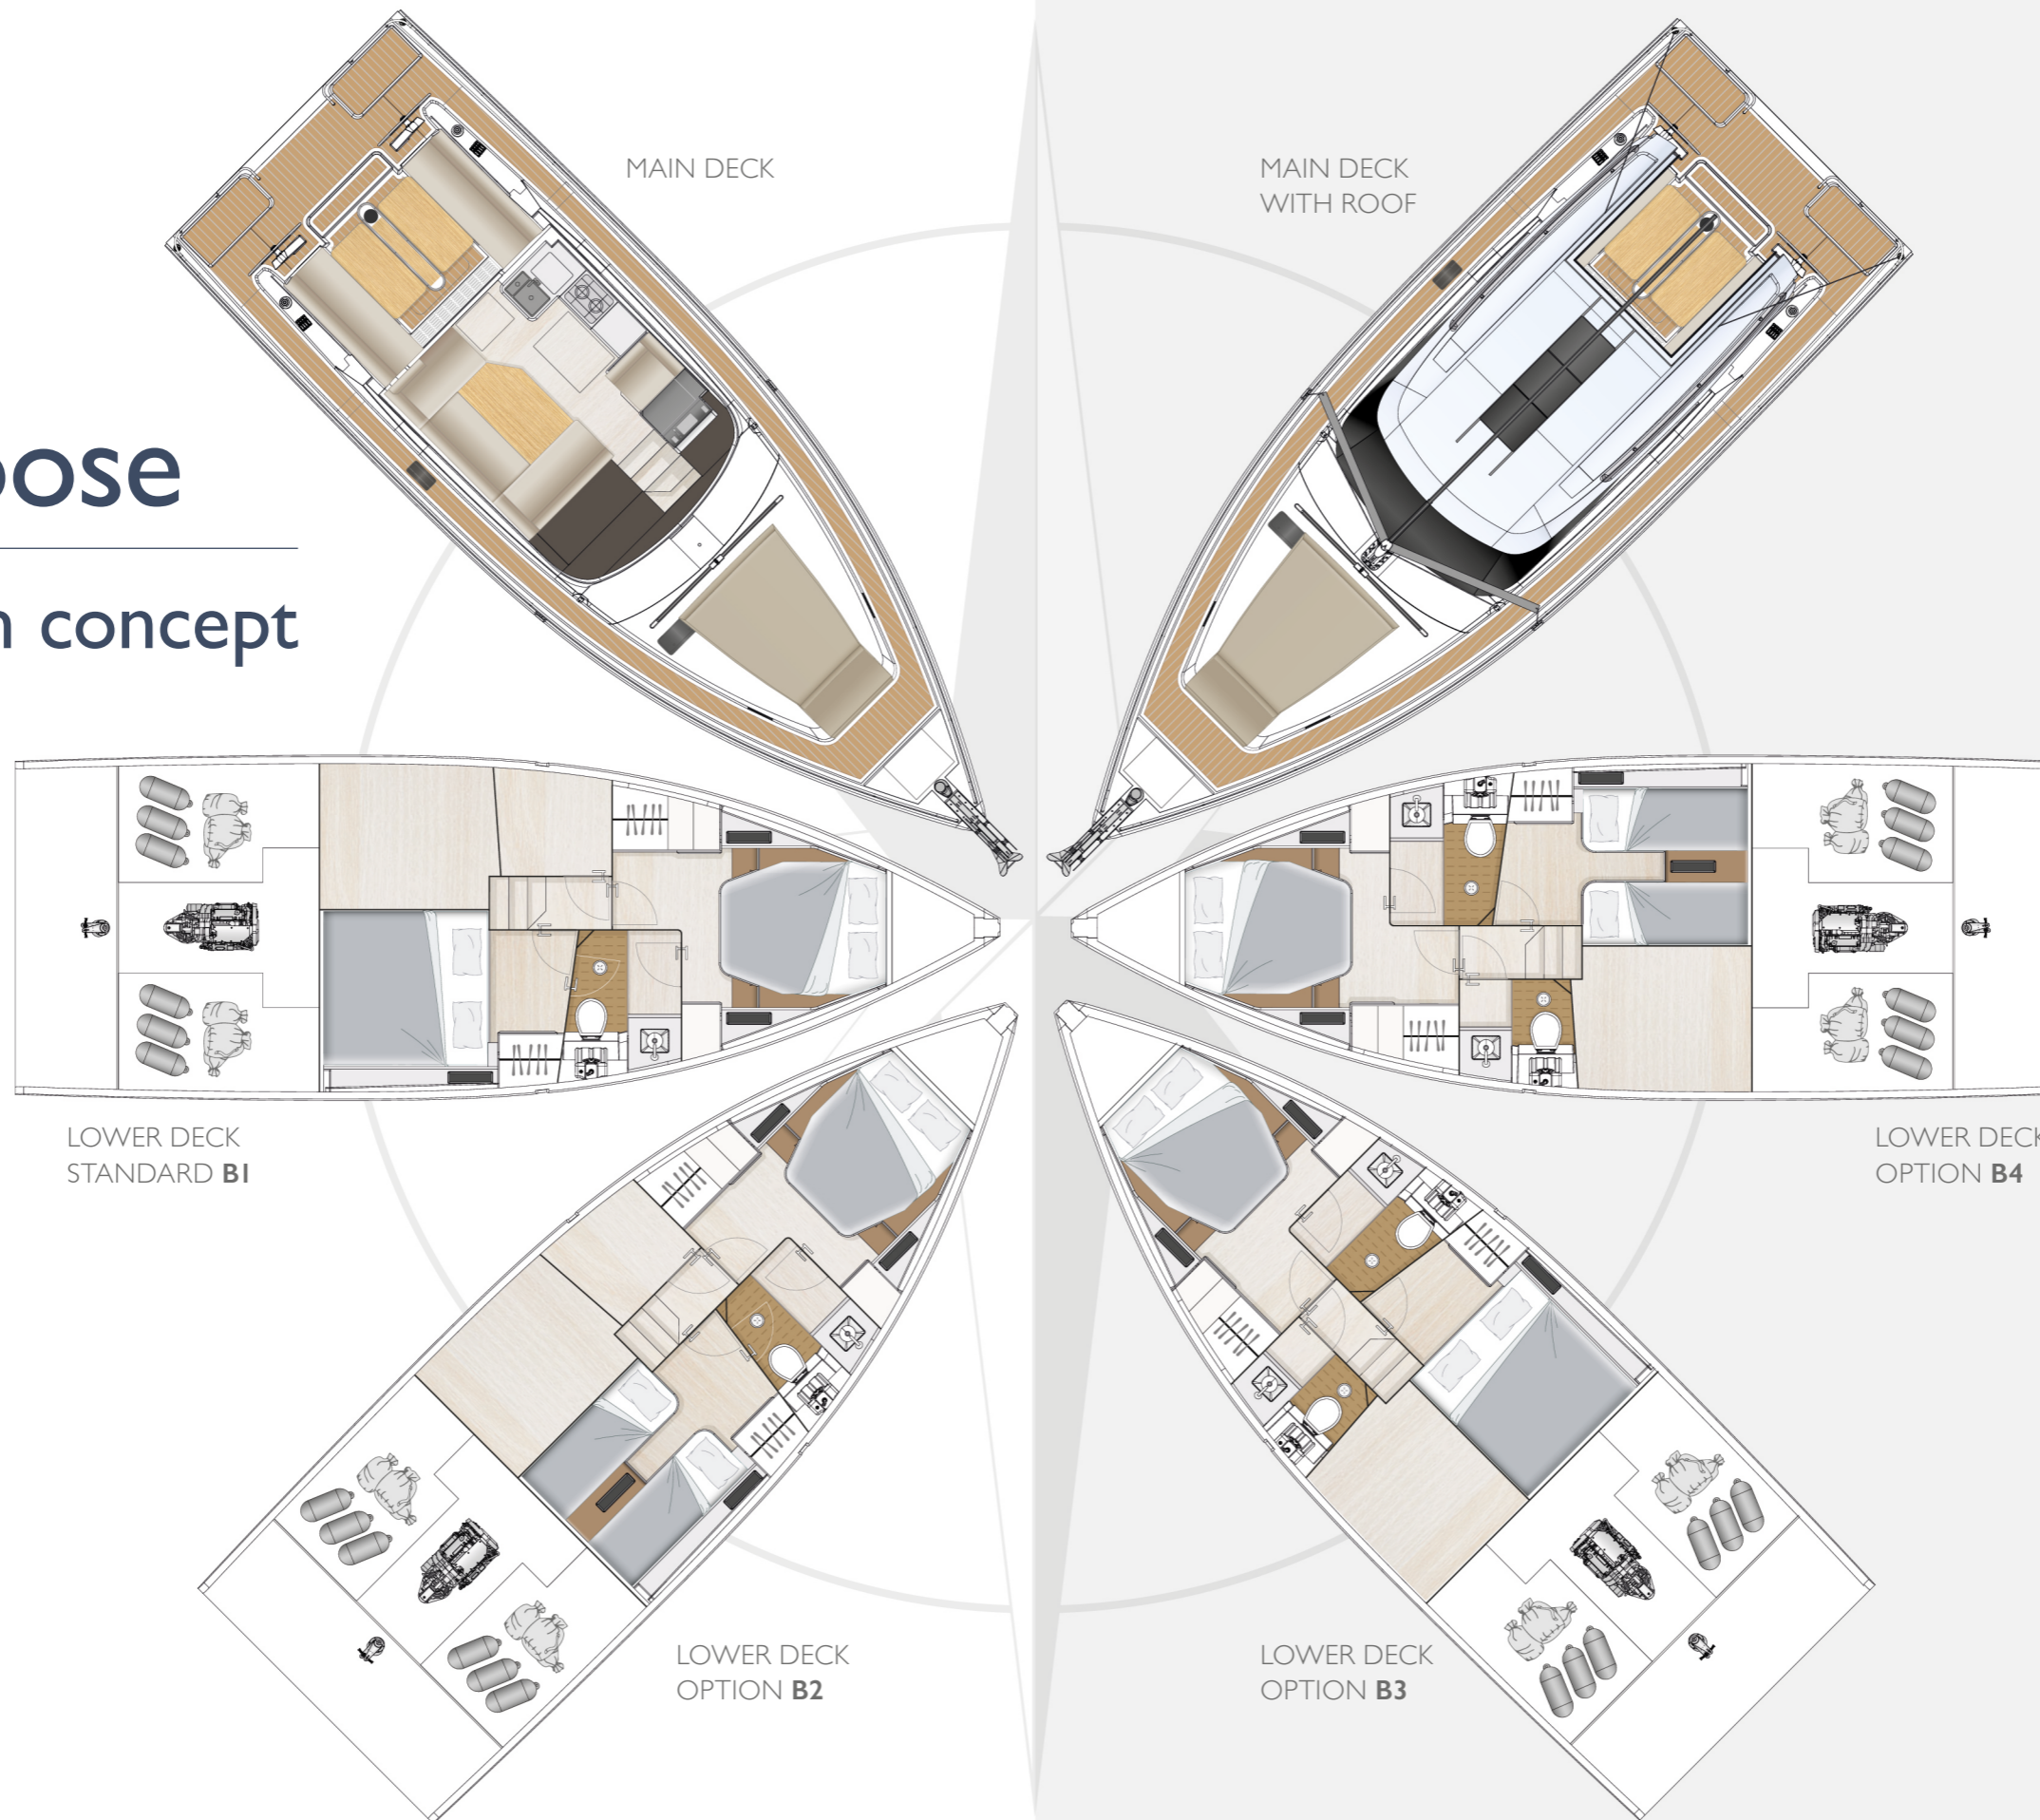 MAIN DECK
MAIN DECK
WITH ROOF
concept
LOWER DECK
STANDARD B1
LOWER DECK
OPTION B4
LOWER DECK
OPTION B2
LOWER DECK
OPTION B3